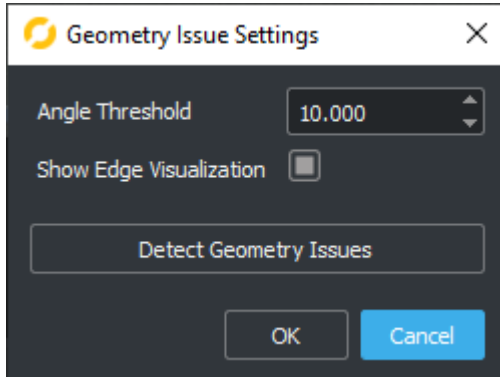 Geometry Issue Settings
Angle Threshold 10.000
Show Edge Visualization
Detect Geometry Issues
OK Cancel